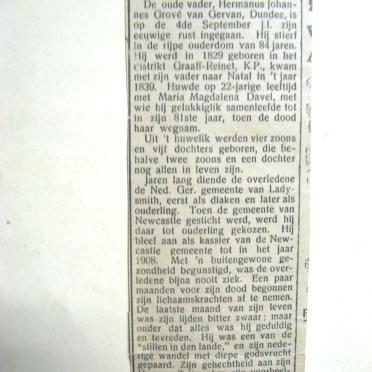 De oude vader, Hermanus Johan-
nes Grové van Gervan, Dundee, is
op de 4de September j.l. zijn
eeuwige rust ingegaan. Hij stierf
in de rijpe ouderdom van 84 jaren.
Hij werd in 1829 geboren in het
cistrikt Graaff-Reinet, K.P., kwam
met zijn vader naar Natal in 't jaar
1839. Huwde op 22-jarige leeftijd
met Maria Magdalena Davel, met
wie hij gelukkiglik samenleefde tot
in zijn 81ste jaar, toen de dood
haar wegnam.
Uit 't huwelik werden vier zoons
en vijf dochters geboren, die be-
halve twee zoons en een dochter
nog allen in leven zijn.
Jaren lang diende de overledene
de Ned. Ger. gemeente van Lady-
smith, eerst als diaken en later als
ouderling. Toen de gemeente van
Newcastle gesticht werd, werd hij
daar tot ouderling gekozen. Hij
bleef aan als kassier van de New-
castle gemeente tot in het jaar
1908. Met 'n buitengewone ge-
zondheid begunstigd, was de over-
ledene bijna nooit ziek. Een paar
maanden voor zijn dood begonnen
zijn lichaamskrachten af te nemen.
De laatste maand van zijn leven
was zijn lijden bitter zwaar; maar
onder dat alles was hij geduldig
en tevreden. Hij was een van de
"stillen in den lande," en zijn nede-
rige wandel met diepe godsvrucht
gepaard. Zijn gehechtheid aan zijn